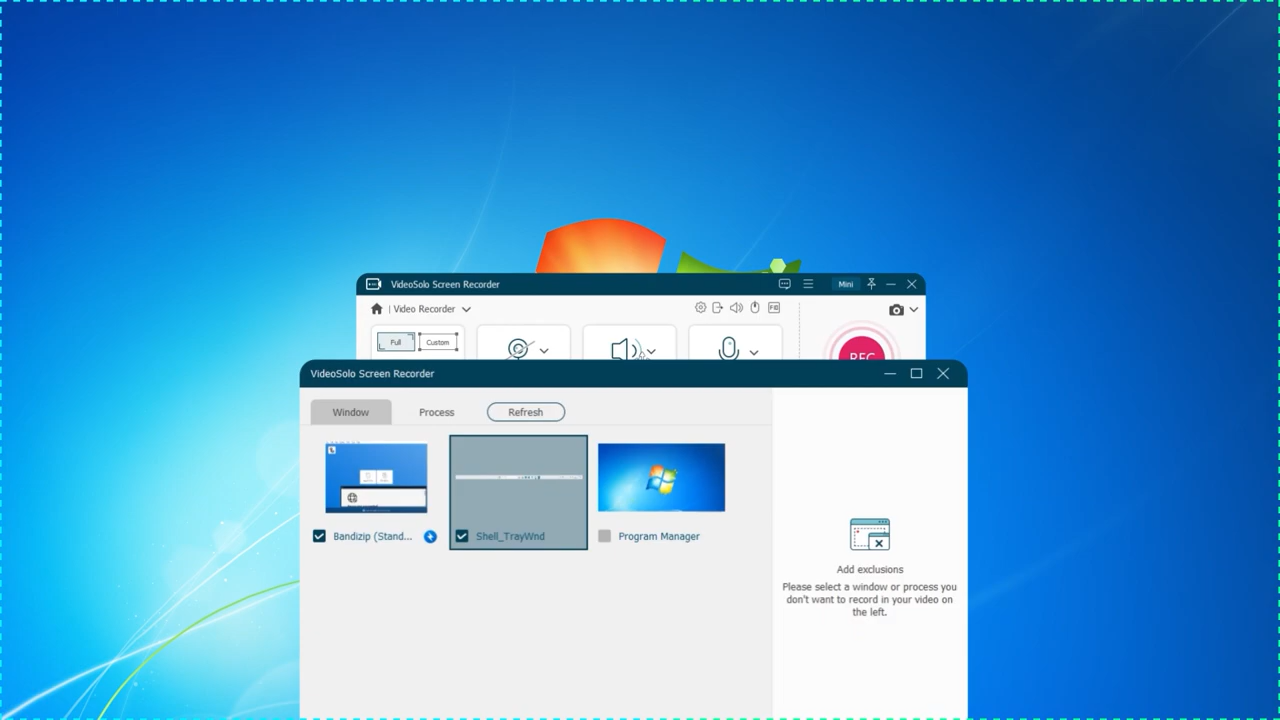 VideoSolo Screen Recorder
Mini
| Video Recorder
Full
Custom
REC
VideoSolo Screen Recorder
Window
Process
Refresh
Bandizip (Stand...
Shell_TrayWnd
Program Manager
Add exclusions
Please select a window or process you
don't want to record in your video on
the left.